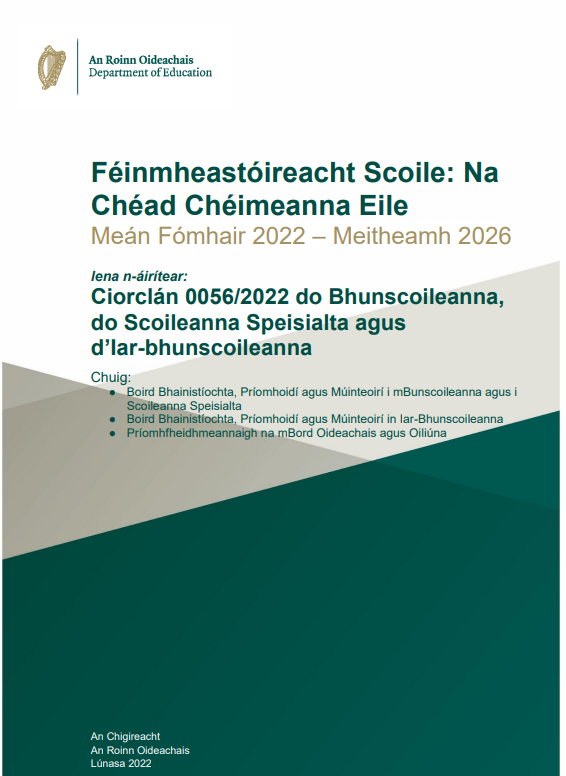 An Roinn Oideachais
Department of Education
Féinmheastóireacht Scoile: Na
Chéad Chéimeanna Eile
Meán Fómhair 2022 – Meitheamh 2026
Iena n-áirítear:
Ciorclán 0056/2022 do Bhunscoileanna,
do Scoileanna Speisialta agus
d’Iar-bhunscoileanna
Chuig:
● Boird Bhainistíochta, Príomhoidí agus Múinteoirí i mBunscoileanna agus i
Scoileanna Speisialta
● Boird Bhainistíochta, Príomhoidí agus Múinteoirí in Iar-Bhunscoileanna
● Príomhfheidhmeannaigh na mBord Oideachais agus Oiliúna
An Chigireacht
An Roinn Oideachais
Lúnasa 2022